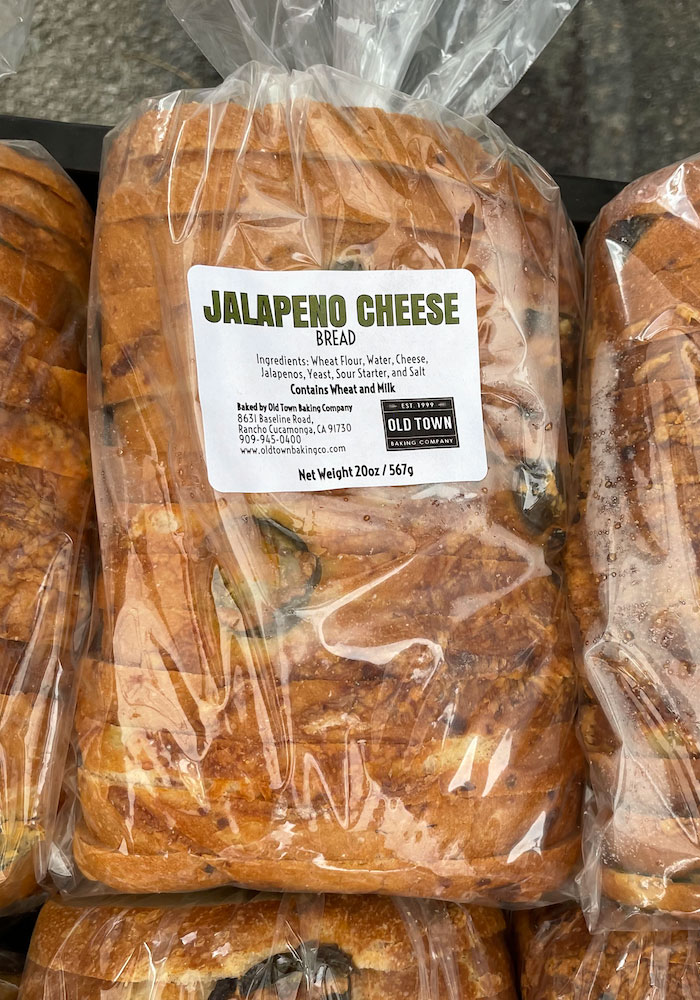 JALAPENO CHEESE
BREAD
Ingredients: Wheat Flour, Water, Cheese,
Jalapenos, Yeast, Sour Starter, and Salt
Contains Wheat and Milk
Baked by Old Town Baking Company
8631 Baseline Road,
Rancho Cucamonga, CA 91730
909-945-0400
www.oldtownbakingco.com
EST. 1999
OLD TOWN
BAKING COMPANY
Net Weight 20oz / 567g